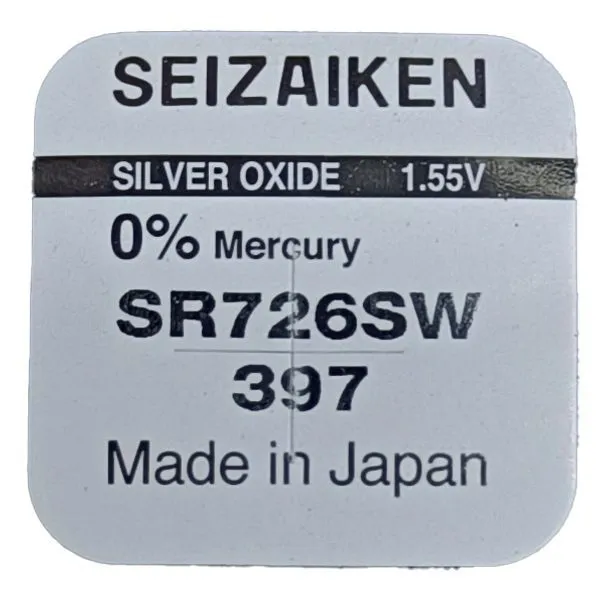 SEIZAIKEN
SILVER OXIDE 1.55V
0% Mercury
SR726SW
397
Made in Japan